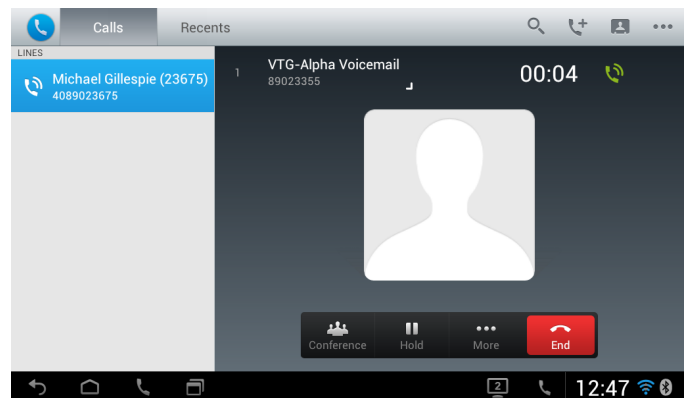 Calls
Recents
LINES
Michael Gillespie (23675)
4089023675
1
VTG-Alpha Voicemail
89023355
00:04
Conference
Hold
More
End
2
12:47